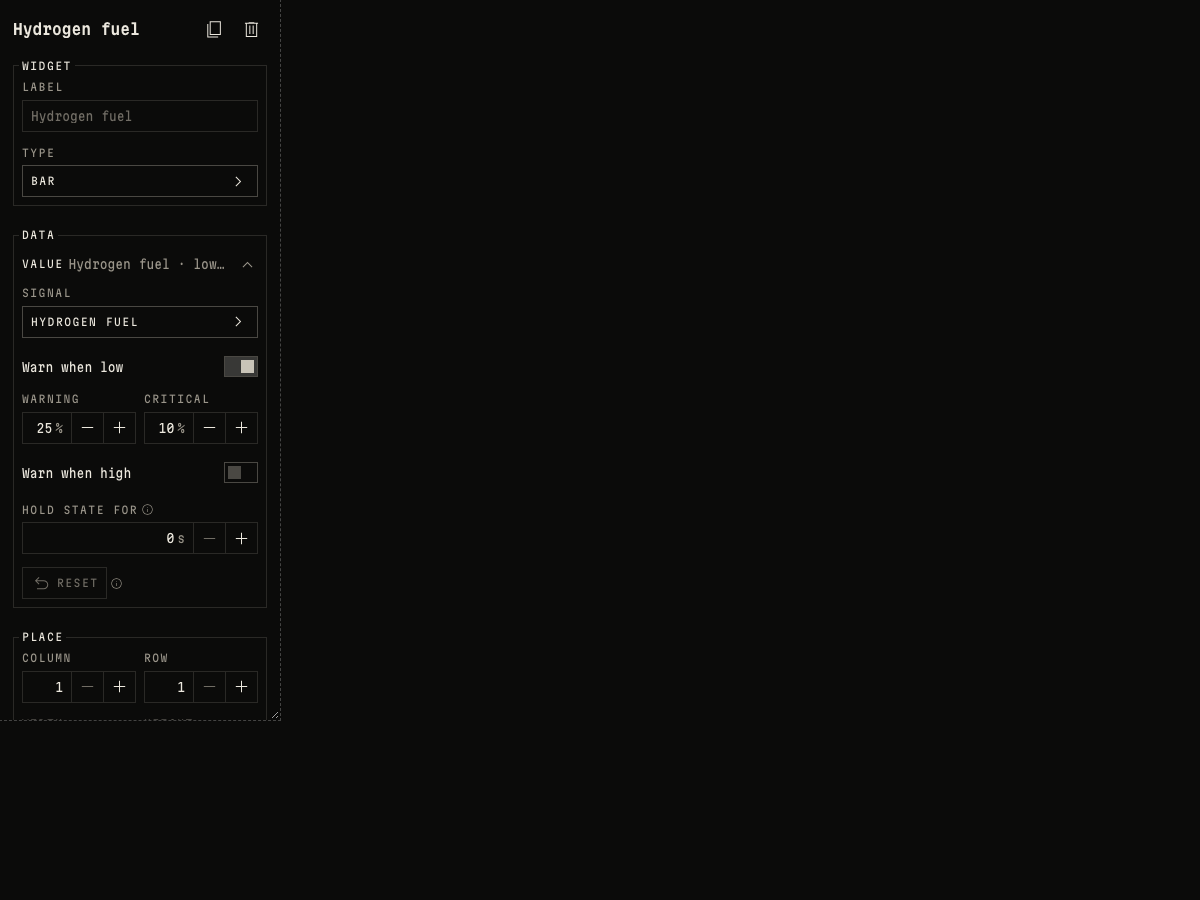 Hydrogen fuel
WIDGET
LABEL
Hydrogen fuel
TYPE
BAR
DATA
VALUE Hydrogen fuel · low…
SIGNAL
HYDROGEN FUEL
Warn when low
WARNING CRITICAL
25 % 10 %
Warn when high
HOLD STATE FOR
0 s
RESET
PLACE
COLUMN ROW
1 1